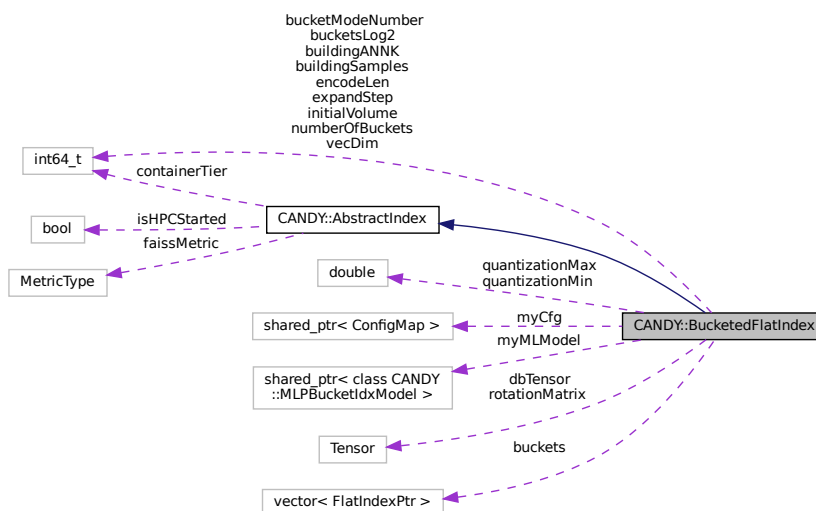 bucketModeNumber
bucketsLog2
buildingANNK
buildingSamples
encodeLen
expandStep
initialVolume
numberOfBuckets
vecDim
int64_t
containerTier
bool
isHPCStarted
CANDY::AbstractIndex
faissMetric
MetricType
double
quantizationMax
quantizationMin
shared_ptr< ConfigMap >
myCfg
CANDY::BucketedFlatIndex
myMLModel
shared_ptr< class CANDY
::MLPBucketIdxModel >
dbTensor
rotationMatrix
Tensor
buckets
vector< FlatIndexPtr >